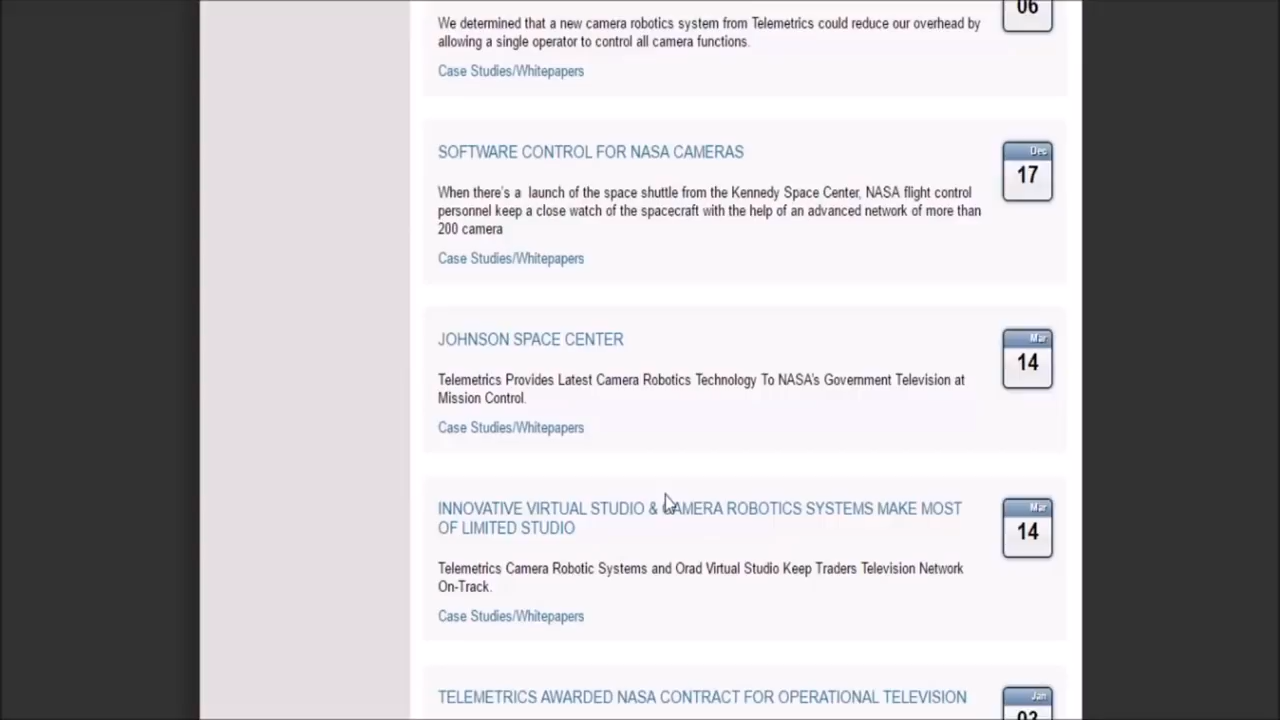 06
We determined that a new camera robotics system from Telemetrics could reduce our overhead by
allowing a single operator to control all camera functions.
Case Studies/Whitepapers
SOFTWARE CONTROL FOR NASA CAMERAS
Dec
17
When there's a launch of the space shuttle from the Kennedy Space Center, NASA flight control
personnel keep a close watch of the spacecraft with the help of an advanced network of more than
200 camera
Case Studies/Whitepapers
JOHNSON SPACE CENTER
Mar
14
Telemetrics Provides Latest Camera Robotics Technology To NASA's Government Television at
Mission Control.
Case Studies/Whitepapers
INNOVATIVE VIRTUAL STUDIO & CAMERA ROBOTICS SYSTEMS MAKE MOST
OF LIMITED STUDIO
Mar
14
Telemetrics Camera Robotic Systems and Orad Virtual Studio Keep Traders Television Network
On-Track.
Case Studies/Whitepapers
TELEMETRICS AWARDED NASA CONTRACT FOR OPERATIONAL TELEVISION
Jan
03